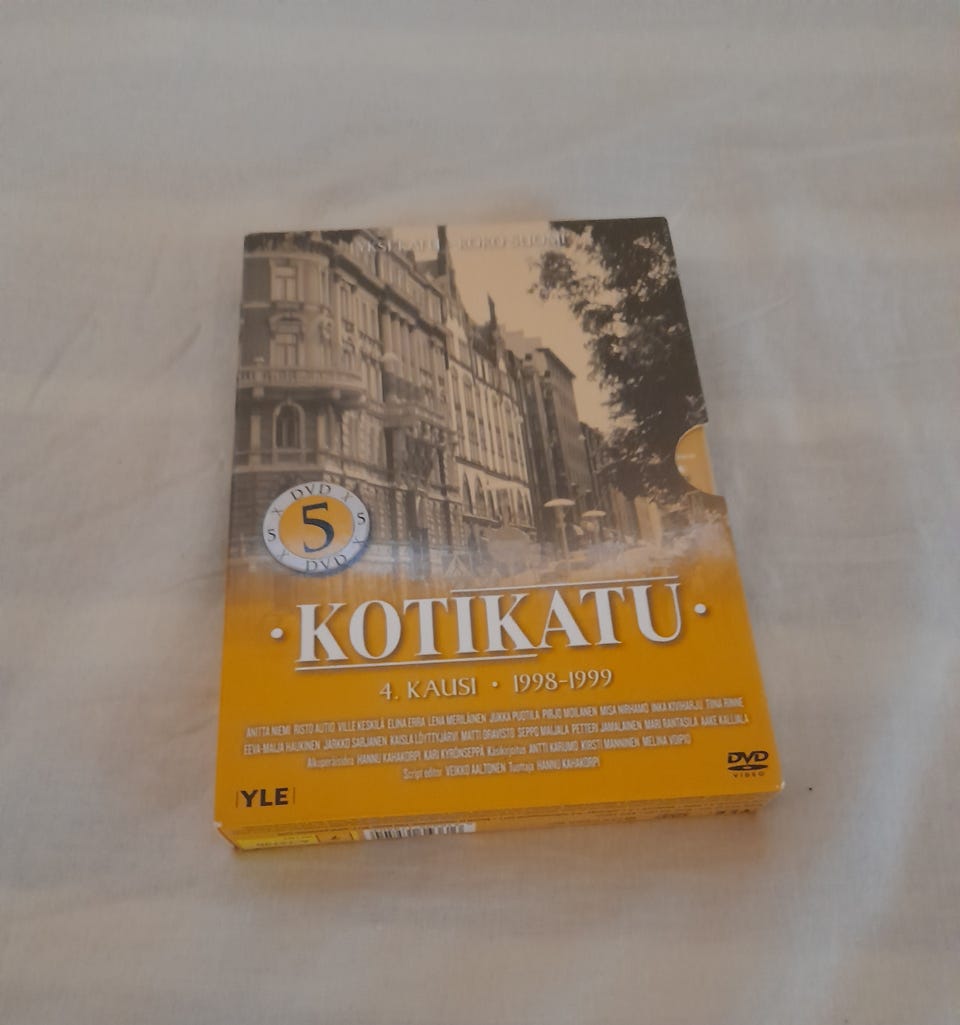 YKSI KATU - KOKO SUOMI
5 X DVD X 5 X DVD X
5
• KOTIKATU •
4. KAUSI • 1998-1999
ANTTA NIEMI RISTO AUTIO VILLE KESKILÄ ELINA ERRA LENA MERILÄINEN JUKKA PUOTILA PIRJO MOILANEN MISA NIRHAMO INKA KIVIHARJU TIINA RINNE
EEVA-MAIJA HAUKINEN JARKKO SARJANEN KAISLA LÖYTTYJÄRVI MATTI ORAVISTO SEPPO MAIJALA PETTERI JAMALAINEN MARI RANTASILA AAKE KALLIALA
Alkuperäisidea HANNU KAHAKORPI KARI KYRÖNSEPPÄ Käsikirjoitus ANTTI KARUMO KIRSTI MANNINEN MELINA VOIPIO
Script editor VEIKKO AALTONEN Tuottaja HANNU KAHAKORPI
DVD
VIDEO
YLE